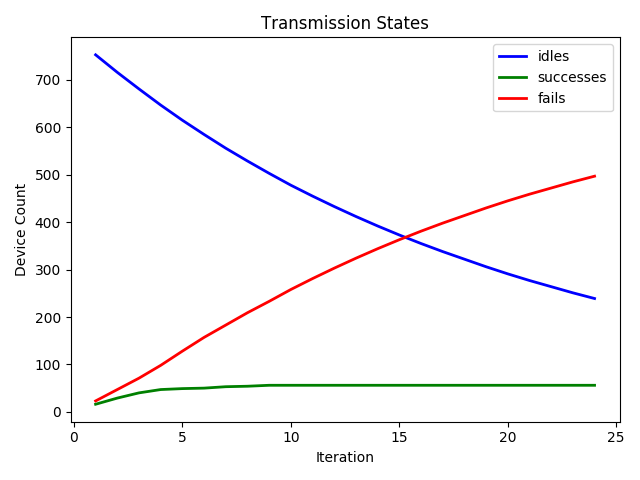 Transmission States
idles
successes
fails
Device Count
700
600
500
400
300
200
100
0
0 5 10 15 20 25
Iteration